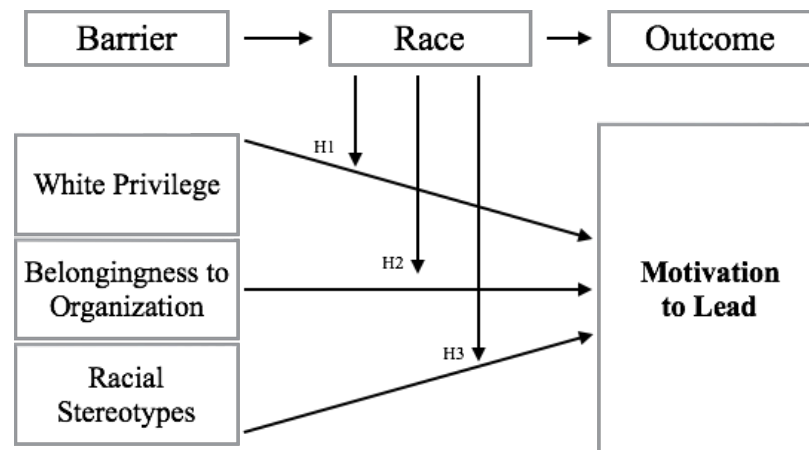 Barrier
Race
Outcome
H1
White Privilege
H2
Belongingness to
Organization
Motivation
to Lead
H3
Racial
Stereotypes